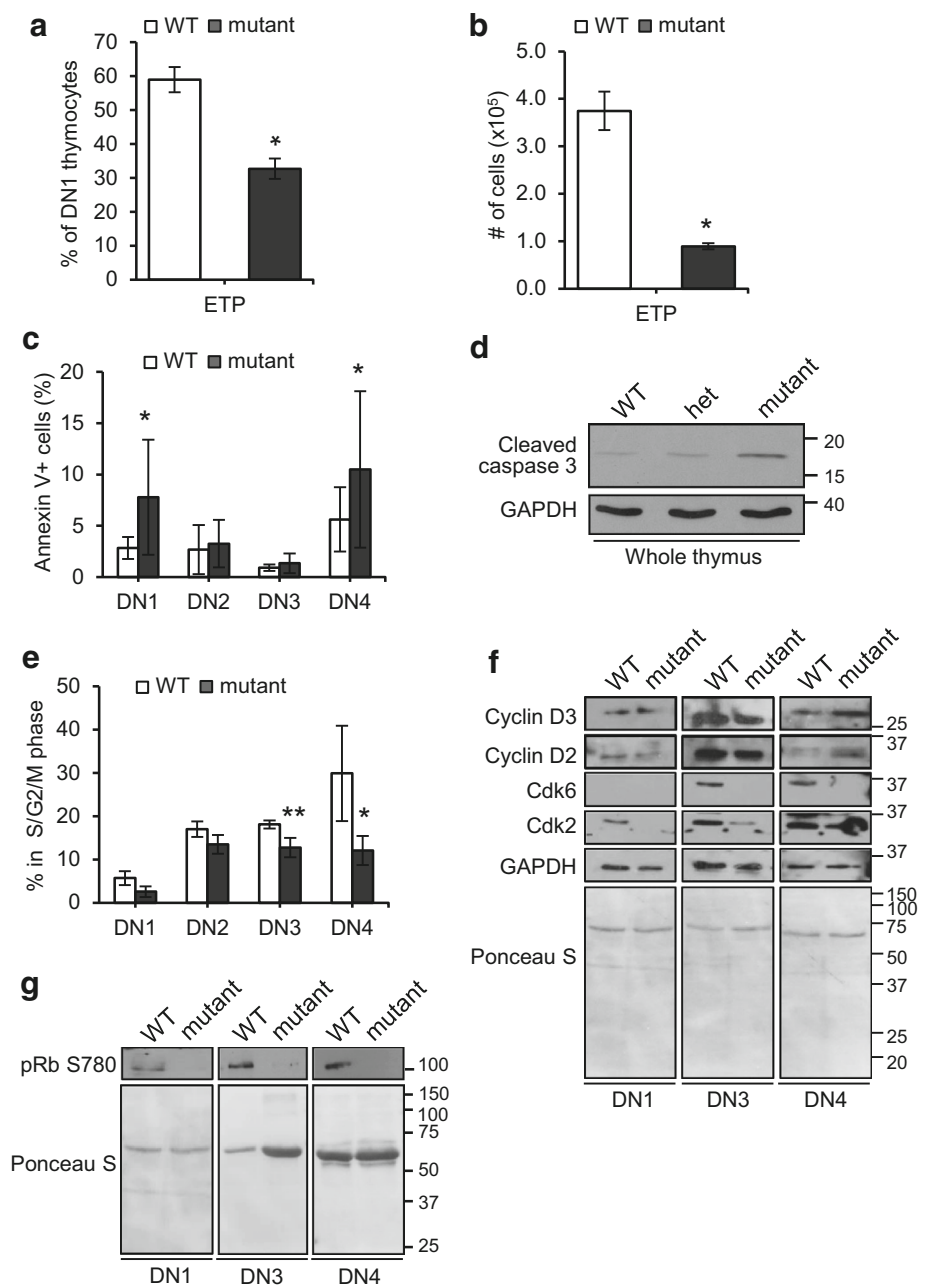 a
WT mutant
% of DN1 thymocytes
70
60
50
40
30
20
10
0
*
ETP
b
WT mutant
# of cells (x10⁵)
5.0
4.0
3.0
2.0
1.0
0.0
*
ETP
c
WT mutant
Annexin V+ cells (%)
20
15
10
5
0
* *
DN1 DN2 DN3 DN4
d
WT het mutant
Cleaved
caspase 3
20
15
GAPDH
40
Whole thymus
e
WT mutant
% in S/G2/M phase
50
40
30
20
10
0
** *
DN1 DN2 DN3 DN4
f
WT mutant WT mutant WT mutant
Cyclin D3
25
Cyclin D2
37
Cdk6
37
Cdk2
37
GAPDH
37
Ponceau S
150
100
75
50
37
25
20
DN1 DN3 DN4
g
WT mutant WT mutant WT mutant
pRb S780
100
Ponceau S
150
100
75
50
37
25
DN1 DN3 DN4